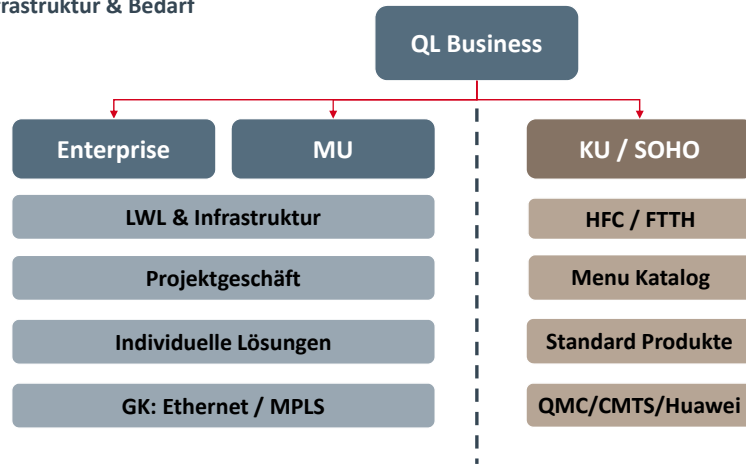 & Bedarf
QL Business
Enterprise
MU
KU / SOHO
LWL & Infrastruktur
HFC / FTTH
Projektgeschäft
Menu Katalog
Individuelle Lösungen
Standard Produkte
GK: Ethernet / MPLS
QMC/CMTS/Huawei